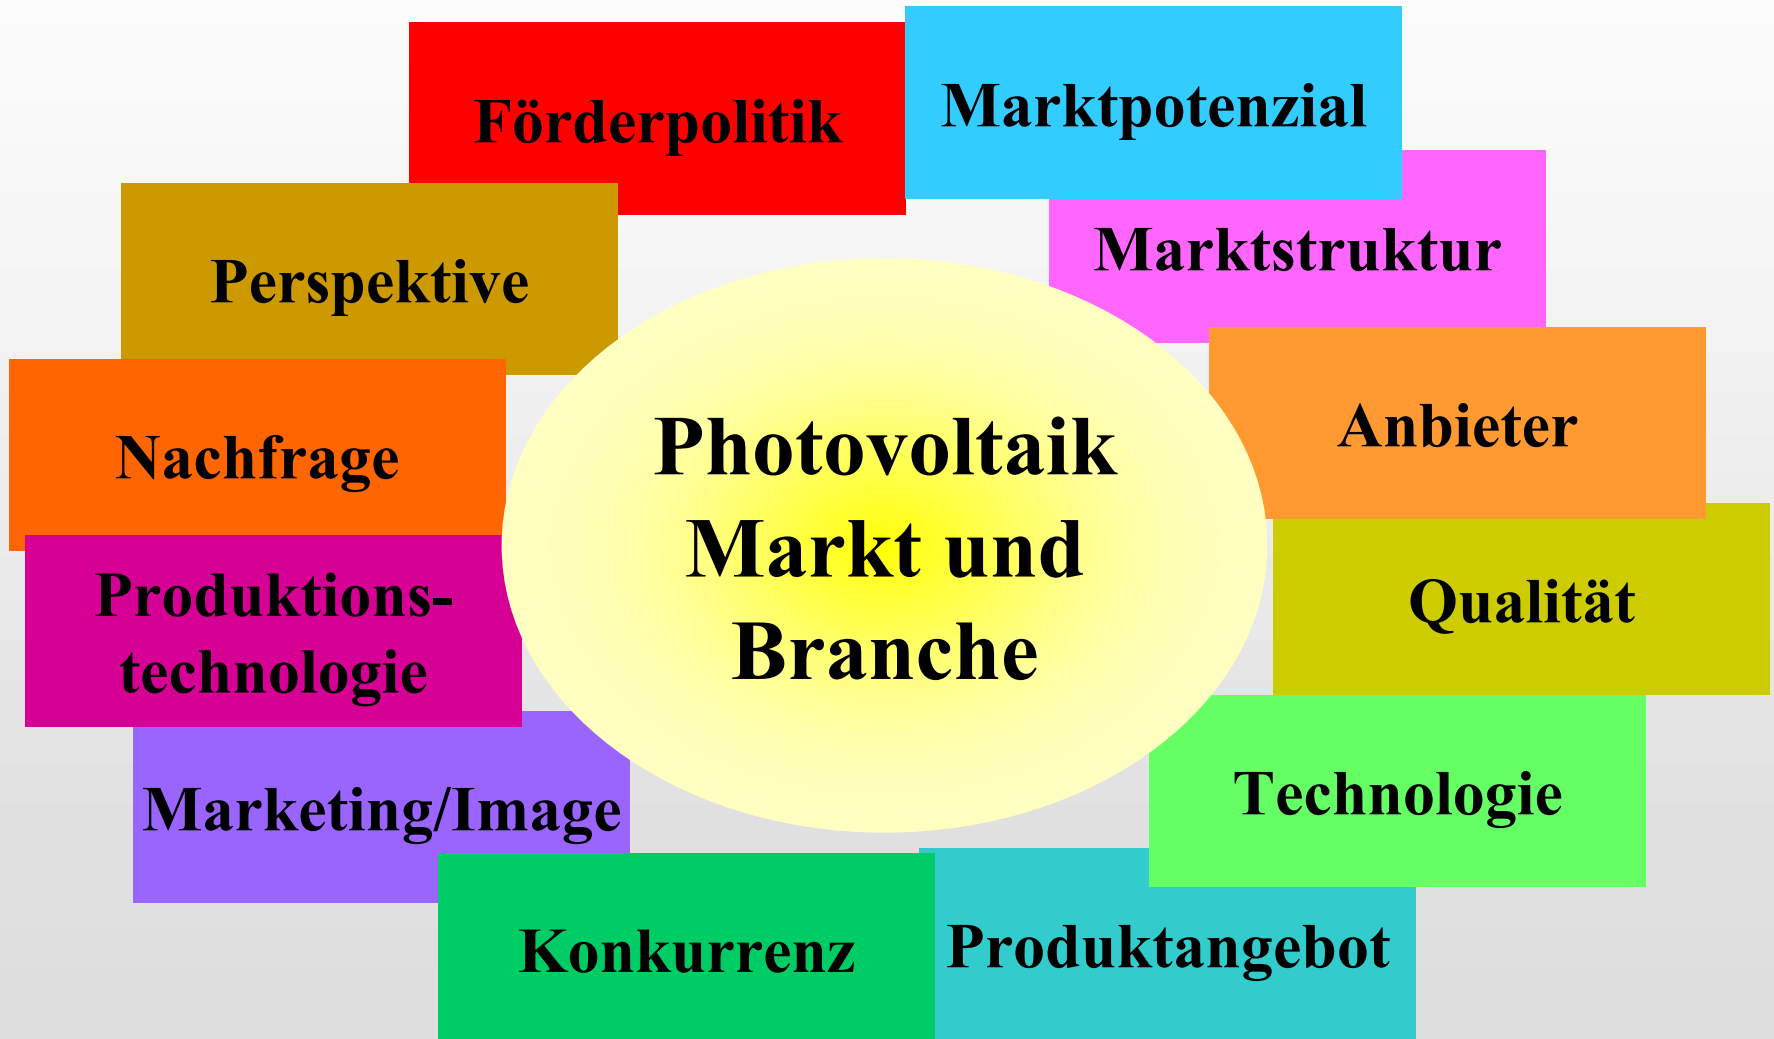 Förderpolitik
Marktpotenzial
Marktstruktur
Perspektive
Anbieter
Nachfrage
Photovoltaik
Markt und
Branche
Qualität
Produktions-
technologie
Technologie
Marketing/Image
Konkurrenz
Produktangebot